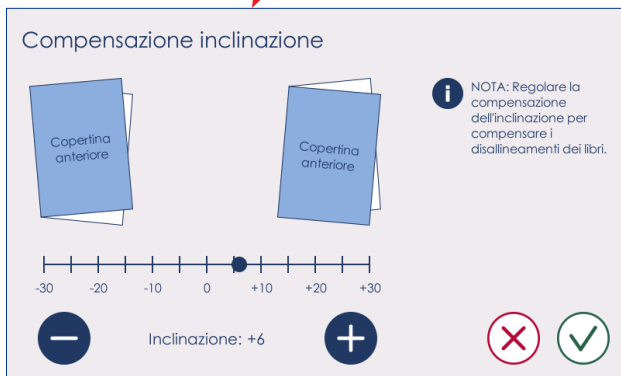 Compensazione inclinazione
Copertina
anteriore
Copertina
anteriore
i
NOTA: Regolare la
compensazione
dell'inclinazione per
compensare i
disallineamenti dei libri.
-30 -20 -10 0 +10 +20 +30
Inclinazione: +6